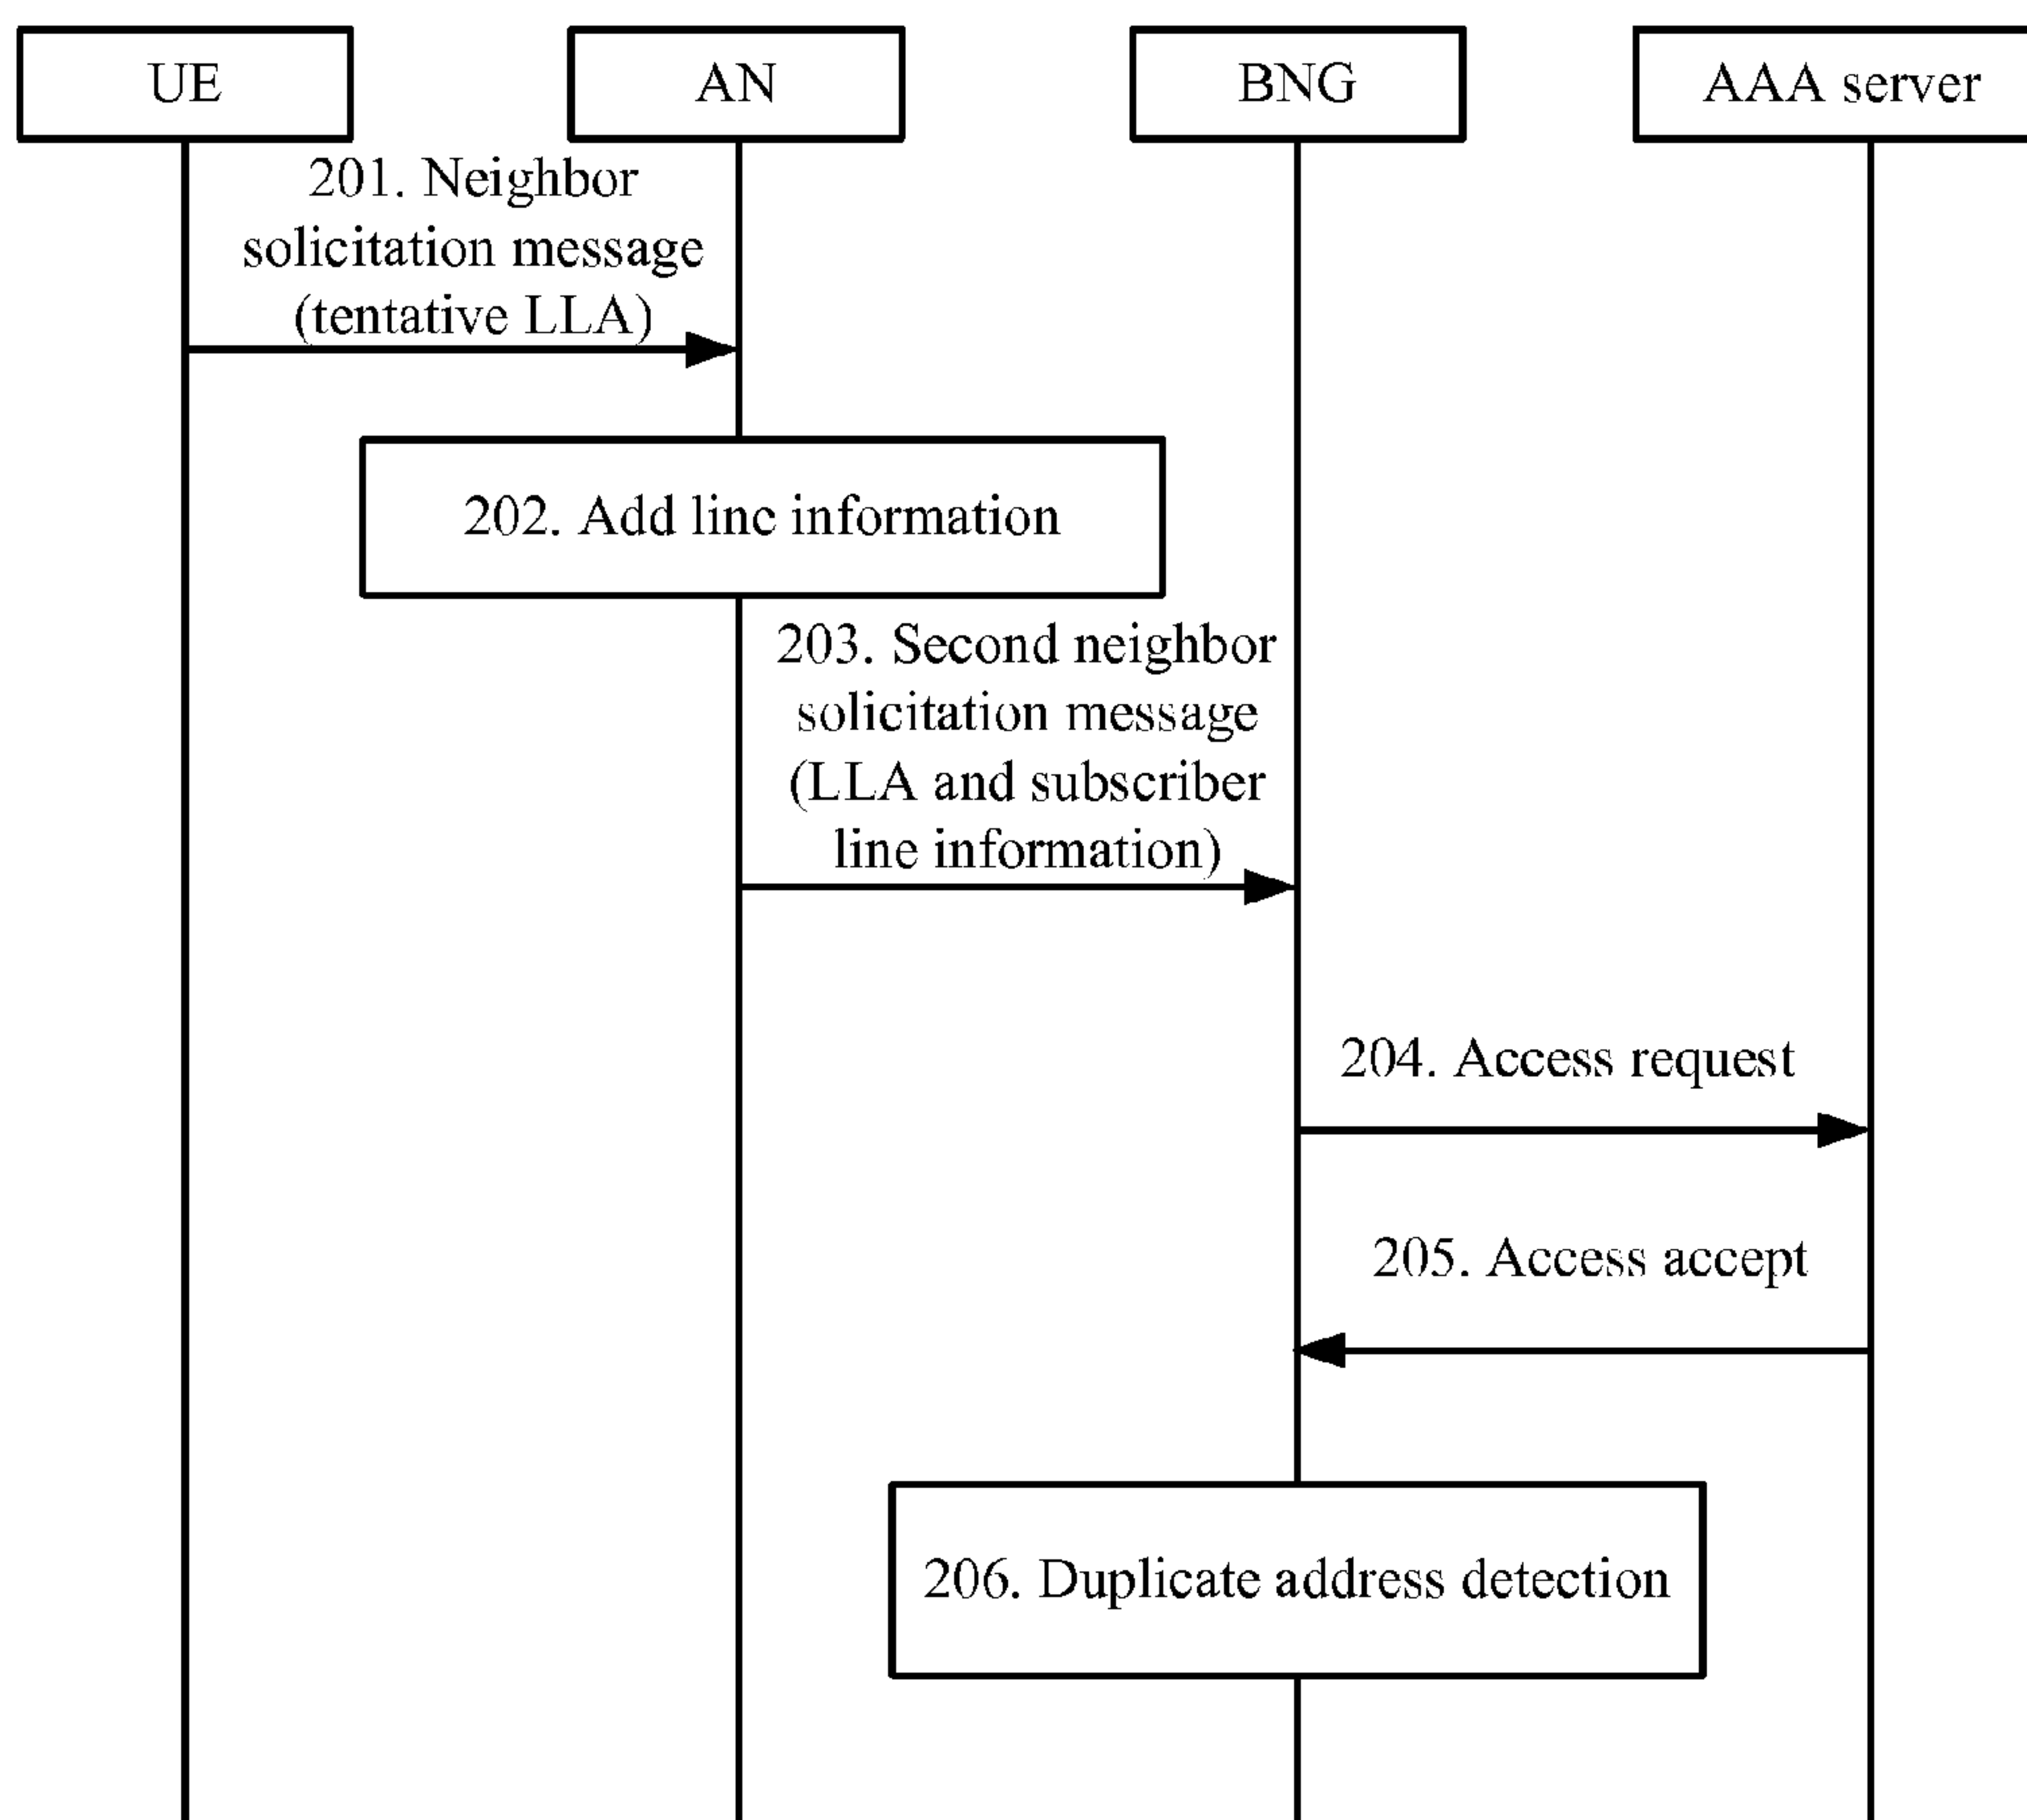 UE
AN
BNG
AAA server
201. Neighbor
solicitation message
(tentative LLA)
202. Add line information
203. Second neighbor
solicitation message
(LLA and subscriber
line information)
204. Access request
205. Access accept
206. Duplicate address detection